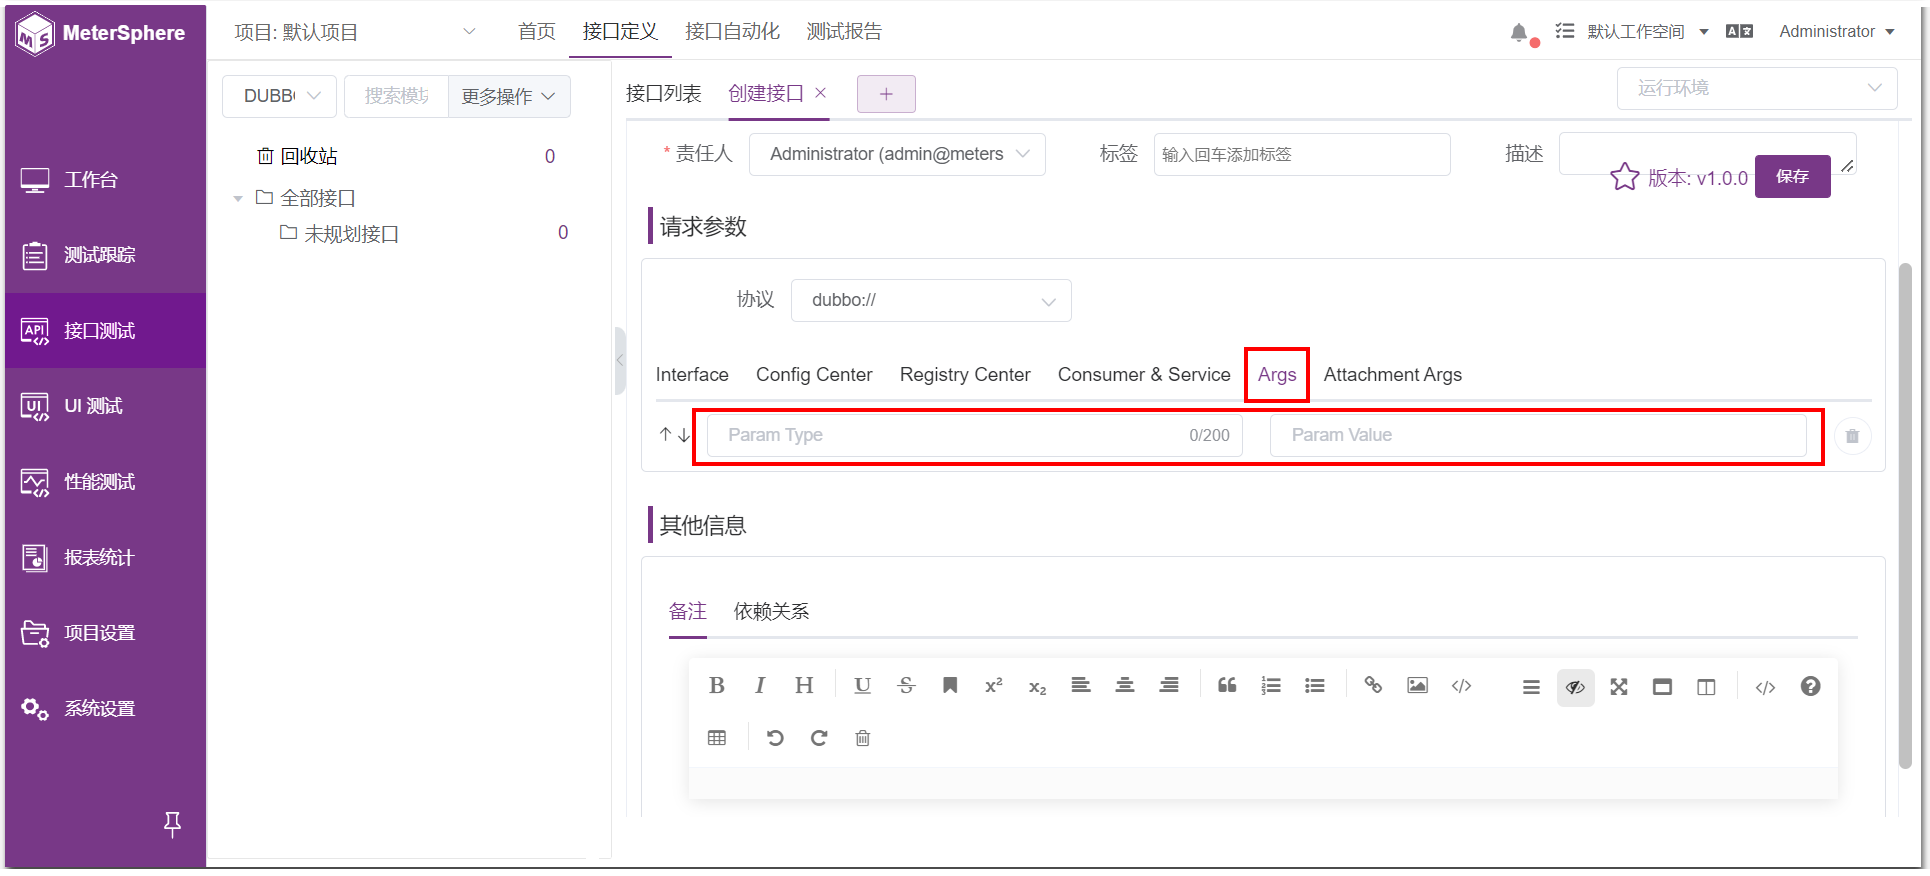 MeterSphere
项目: 默认项目
首页
接口定义
接口自动化
测试报告
默认工作空间
Administrator
工作台
测试跟踪
接口测试
UI 测试
性能测试
报表统计
项目设置
系统设置
搜索模块
更多操作
回收站 0
全部接口
未规划接口 0
接口列表
创建接口
+
运行环境
* 责任人
Administrator (admin@meters
标签
输入回车添加标签
描述
版本: v1.0.0
保存
请求参数
协议
dubbo://
Interface
Config Center
Registry Center
Consumer & Service
Args
Attachment Args
Param Type
0/200
Param Value
其他信息
备注
依赖关系